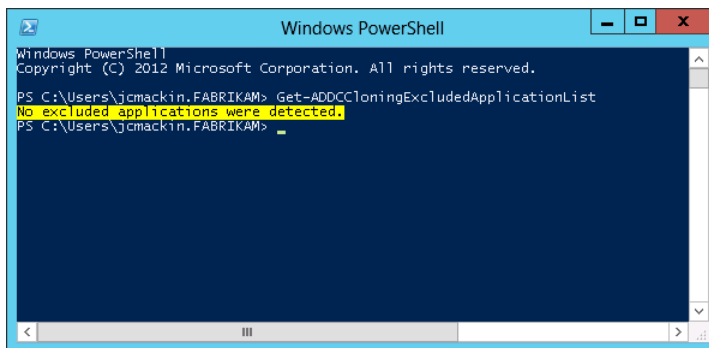 Windows PowerShell
Windows PowerShell
Copyright (C) 2012 Microsoft Corporation. All rights reserved.
PS C:\Users\jcmackin.FABRIKAM> Get-ADDCCloningExcludedApplicationList
No excluded applications were detected.
PS C:\Users\jcmackin.FABRIKAM> _